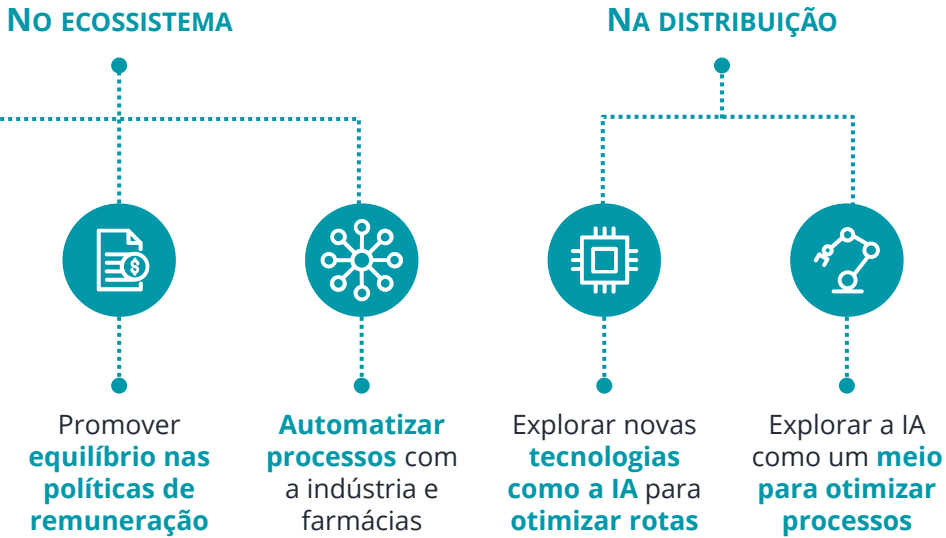 NO ECOSSISTEMA
NA DISTRIBUIÇÃO
$
Promover
equilíbrio nas
políticas de
remuneração
Automatizar
processos com
a indústria e
farmácias
Explorar novas
tecnologias
como a IA para
otimizar rotas
Explorar a IA
como um meio
para otimizar
processos